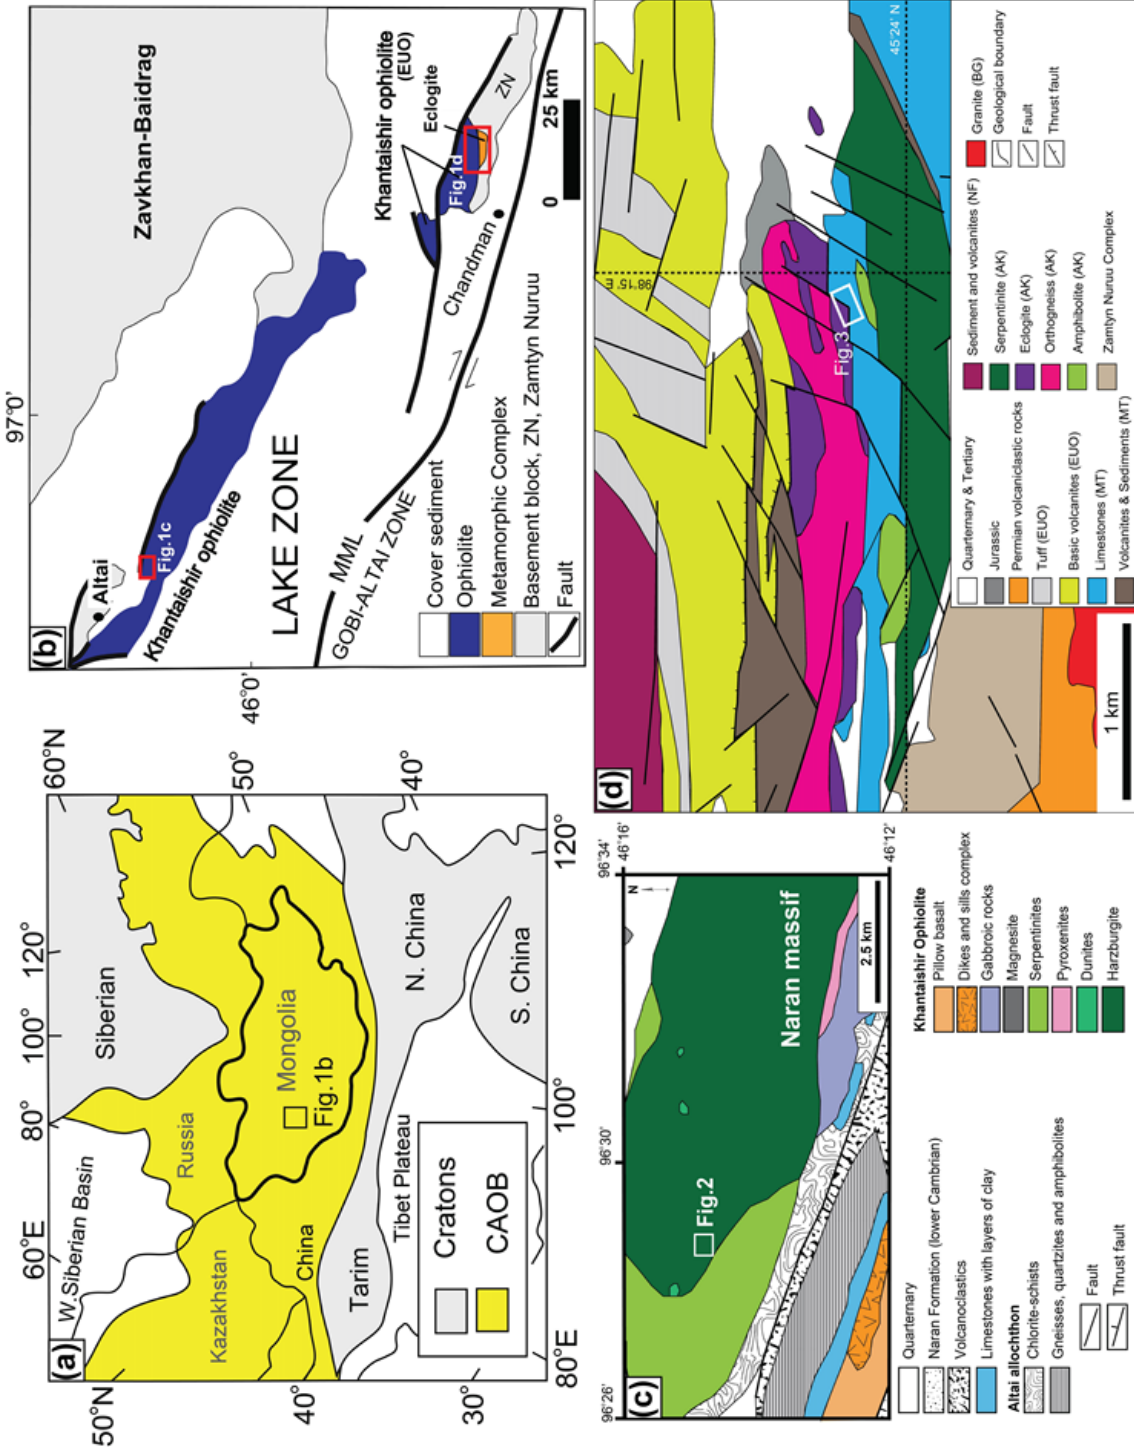 (a)
60°E
80°
100°
120°
60°N
50°
40°
50°N
40°
30°
80°E
100°
120°
W.Siberian Basin
Siberian
Russia
Kazakhstan
Mongolia
Fig.1b
China
Tarim
Tibet Plateau
N. China
S. China
Cratons
CAOB
(b)
97°0'
46°0'
Altai
Fig.1c
Khantaishir ophiolite
Zavkhan-Baidrag
LAKE ZONE
MML
GOBI-ALTAI ZONE
Khantaishir ophiolite
(EUO)
Eclogite
Fig.1d
ZN
Chandman
0
25 km
Cover sediment
Ophiolite
Metamorphic Complex
Basement block, ZN, Zamtyn Nuruu
Fault
(c)
96°26'
96°30'
96°34'
46°16'
46°12'
N
Fig.2
Naran massif
2.5 km
Quaternary
Naran Formation (lower Cambrian)
Volcanoclastics
Limestones with layers of clay
Altai allochthon
Chlorite-schists
Gneisses, quartzites and amphibolites
Fault
Thrust fault
Khantaishir Ophiolite
Pillow basalt
Dikes and sills complex
Gabbroic rocks
Magnesite
Serpentinites
Pyroxenites
Dunites
Harzburgite
(d)
98°15' E
45°24' N
Fig.3
1 km
Quaternary & Tertiary
Jurassic
Permian volcaniclastic rocks
Tuff (EUO)
Basic volcanites (EUO)
Limestones (MT)
Volcanites & Sediments (MT)
Sediment and volcanites (NF)
Serpentinite (AK)
Eclogite (AK)
Orthogneiss (AK)
Amphibolite (AK)
Zamtyn Nuruu Complex
Granite (BG)
Geological boundary
Fault
Thrust fault